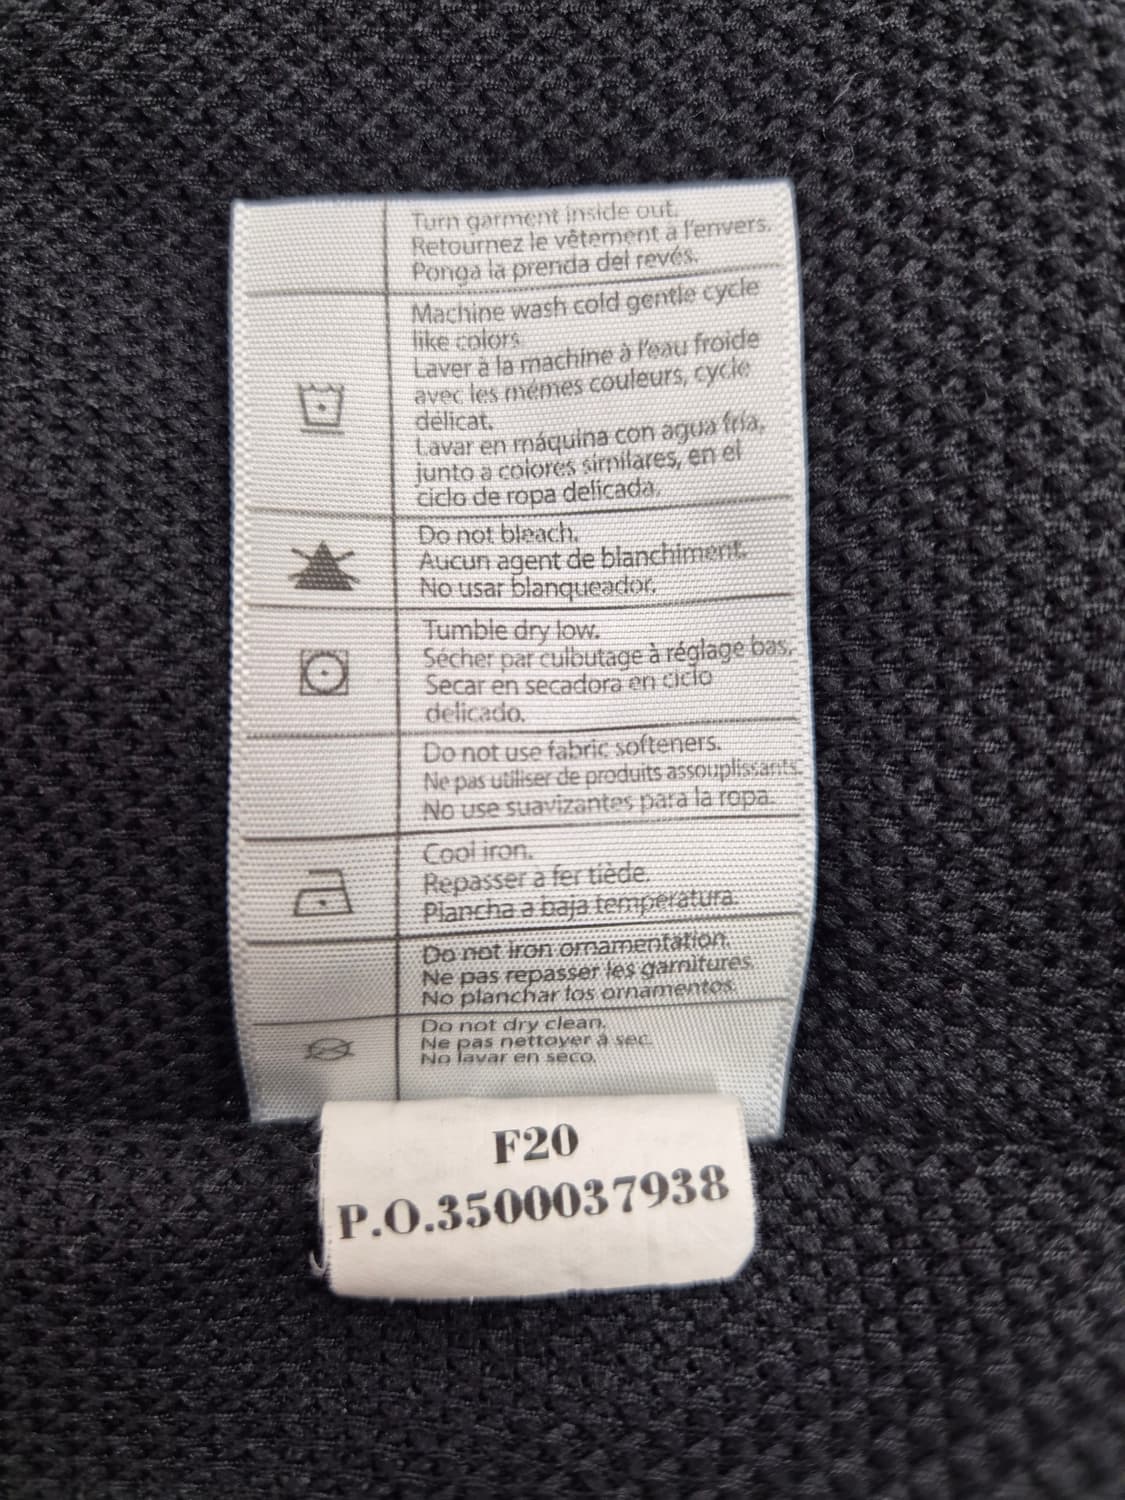 Turn garment inside out.
Retournez le vêtement à l'envers.
Ponga la prenda del revés.
Machine wash cold gentle cycle
like colors.
Laver à la machine à l'eau froide
avec les mémes couleurs, cycle
délicat.
Lavar en máquina con agua fría,
junto a colores similares, en el
ciclo de ropa delicada.
Do not bleach.
Aucun agent de blanchiment.
No usar blanqueador.
Tumble dry low.
Sécher par culbutage à réglage bas.
Secar en secadora en ciclo
delicado.
Do not use fabric softeners.
Ne pas utiliser de produits assouplissants.
No use suavizantes para la ropa.
Cool iron.
Repasser a fer tiède.
Plancha a baja temperatura.
Do not iron ornamentation.
Ne pas repasser les garnitures.
No planchar los ornamentos.
Do not dry clean.
Ne pas nettoyer à sec.
No lavar en seco.
F20
P.O.3500037938